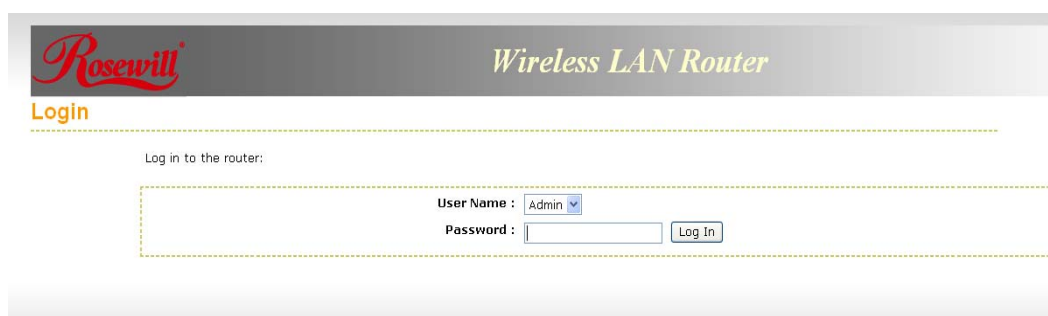 Rosewill
Wireless LAN Router
Login
Log in to the router:
User Name : Admin
Password : Log In